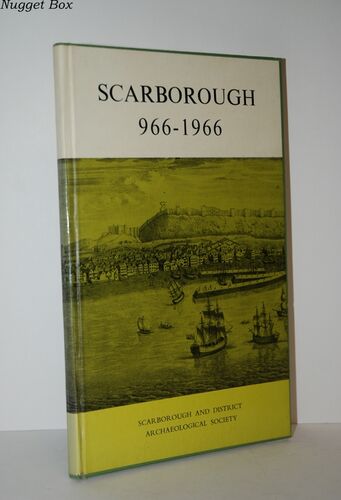 Nugget Box
SCARBOROUGH
966-1966
SCARBOROUGH AND DISTRICT
ARCHAEOLOGICAL SOCIETY